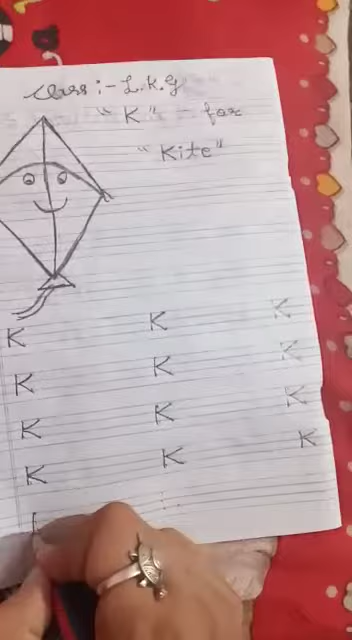 Class :- L.K.G
"K" - for
"Kite"
K K K
K K K
K K K
K K K